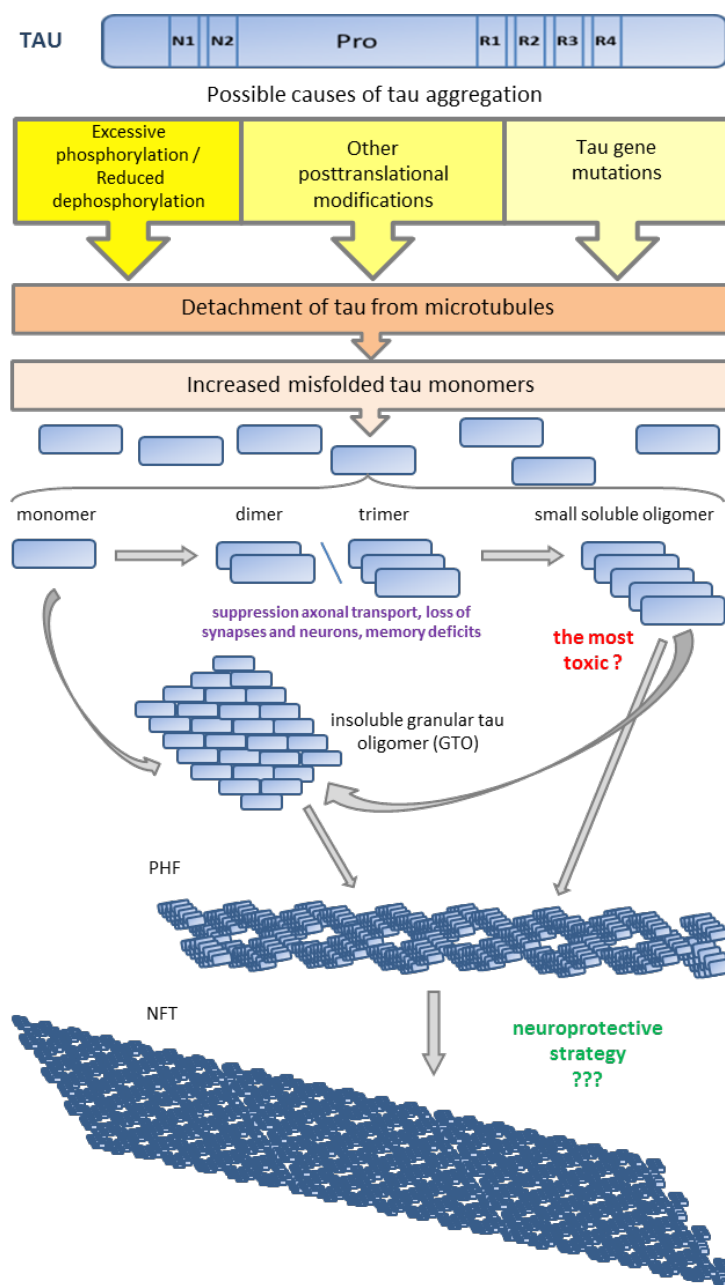 TAU
N1 N2 Pro R1 R2 R3 R4
Possible causes of tau aggregation
Excessive
phosphorylation /
Reduced
dephosphorylation
Other
posttranslational
modifications
Tau gene
mutations
Detachment of tau from microtubules
Increased misfolded tau monomers
monomer
dimer
trimer
small soluble oligomer
suppression axonal transport, loss of
synapses and neurons, memory deficits
the most
toxic ?
insoluble granular tau
oligomer (GTO)
PHF
NFT
neuroprotective
strategy
???